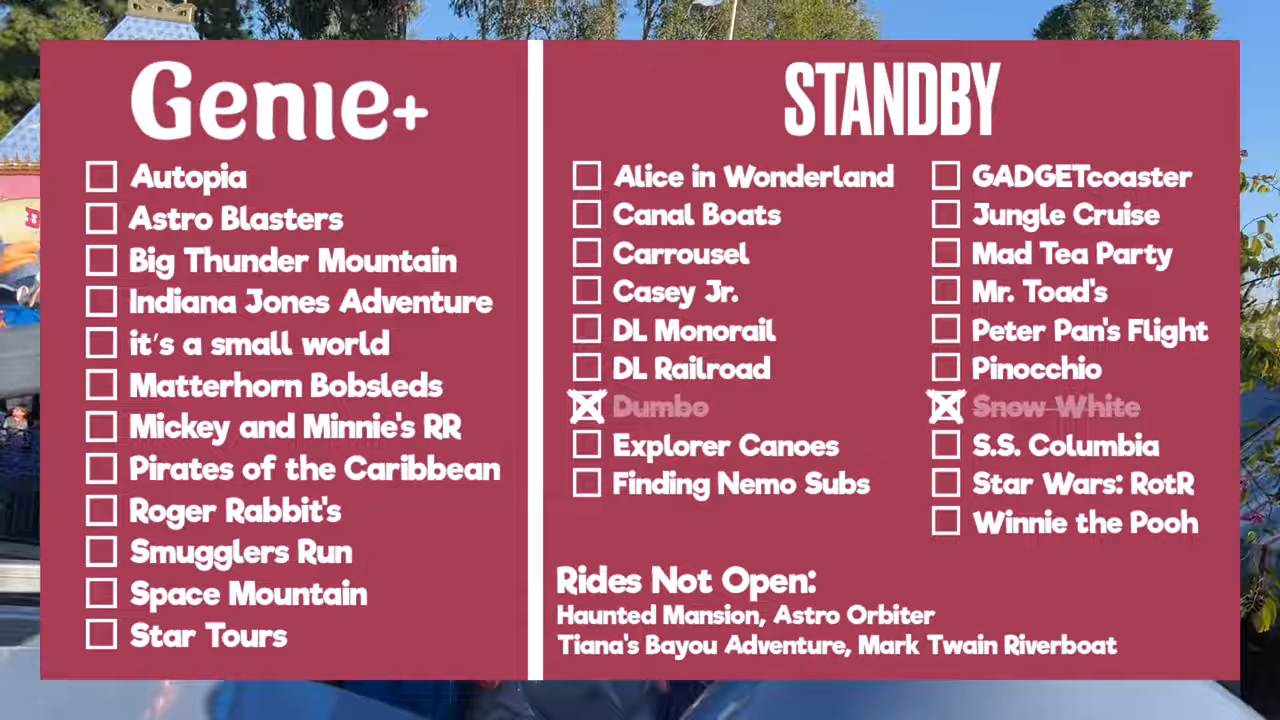 Genie+
Autopia
Astro Blasters
Big Thunder Mountain
Indiana Jones Adventure
it's a small world
Matterhorn Bobsleds
Mickey and Minnie's RR
Pirates of the Caribbean
Roger Rabbit's
Smugglers Run
Space Mountain
Star Tours
STANDBY
Alice in Wonderland
Canal Boats
Carrousel
Casey Jr.
DL Monorail
DL Railroad
Dumbo
Explorer Canoes
Finding Nemo Subs
GADGETcoaster
Jungle Cruise
Mad Tea Party
Mr. Toad's
Peter Pan's Flight
Pinocchio
Snow White
S.S. Columbia
Star Wars: RotR
Winnie the Pooh
Rides Not Open:
Haunted Mansion, Astro Orbiter
Tiana's Bayou Adventure, Mark Twain Riverboat